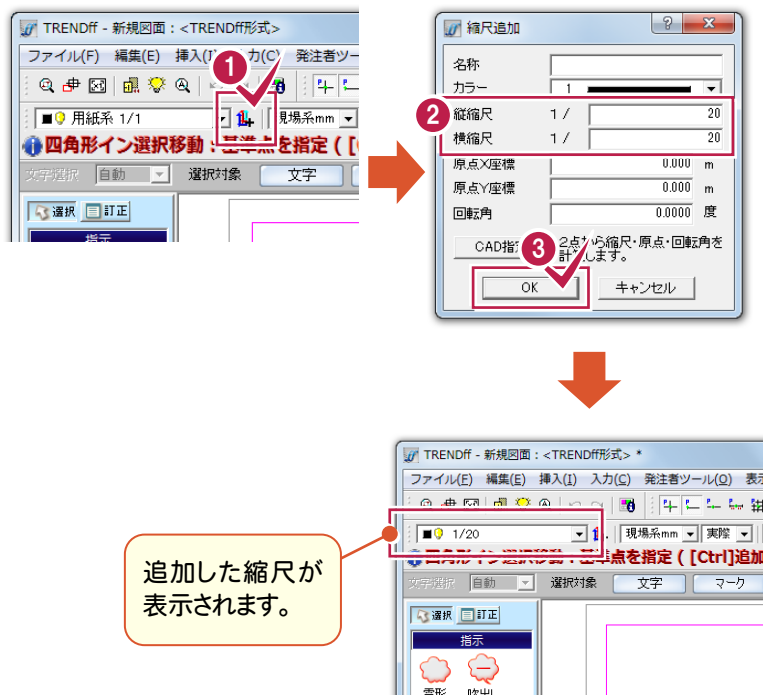 TRENDff - 新規図面：<TRENDff形式>
ファイル(F) 編集(E) 挿入(I) 力(C) 発注者ツー
1
用紙系 1/1 現場系mm
四角形イン選択移動：基準点を指定 ( [
文字選択 自動 選択対象 文字
選択 訂正
指示
縮尺追加
名称
カラー 1
2
縦縮尺 1 / 20
横縮尺 1 / 20
原点X座標 0.000 m
原点Y座標 0.000 m
回転角 0.0000 度
CAD指 2点から縮尺・原点・回転角を
計算します。
3
OK キャンセル
TRENDff - 新規図面：<TRENDff形式> *
ファイル(F) 編集(E) 挿入(I) 入力(C) 発注者ツール(O) 表示
1/20 現場系mm 実際
点を指定 ( [Ctrl]追加
文字選択 自動 選択対象 文字 マーク
選択 訂正
指示
雲形 吹出
追加した縮尺が
表示されます。